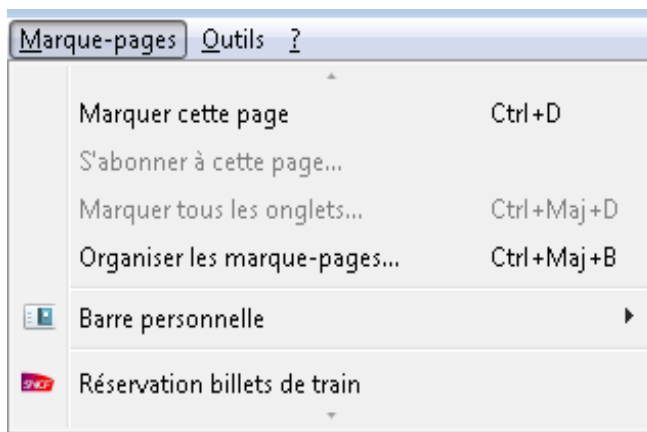 Marque-pages Outils ?
Marquer cette page Ctrl+D
S'abonner à cette page...
Marquer tous les onglets... Ctrl+Maj+D
Organiser les marque-pages... Ctrl+Maj+B
Barre personnelle
SNCF Réservation billets de train